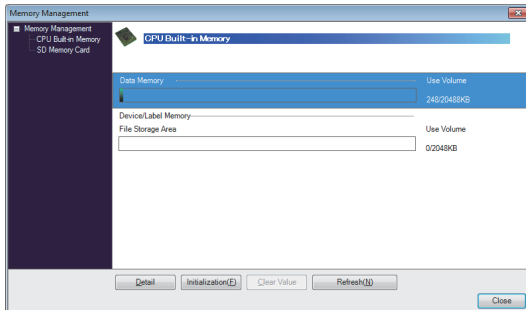 Memory Management
Memory Management
CPU Built-in Memory
SD Memory Card
CPU Built-in Memory
Data Memory
Use Volume
248/20488KB
Device/Label Memory
File Storage Area
Use Volume
0/2048KB
Detail
Initialization(F)
Clear Value
Refresh(N)
Close